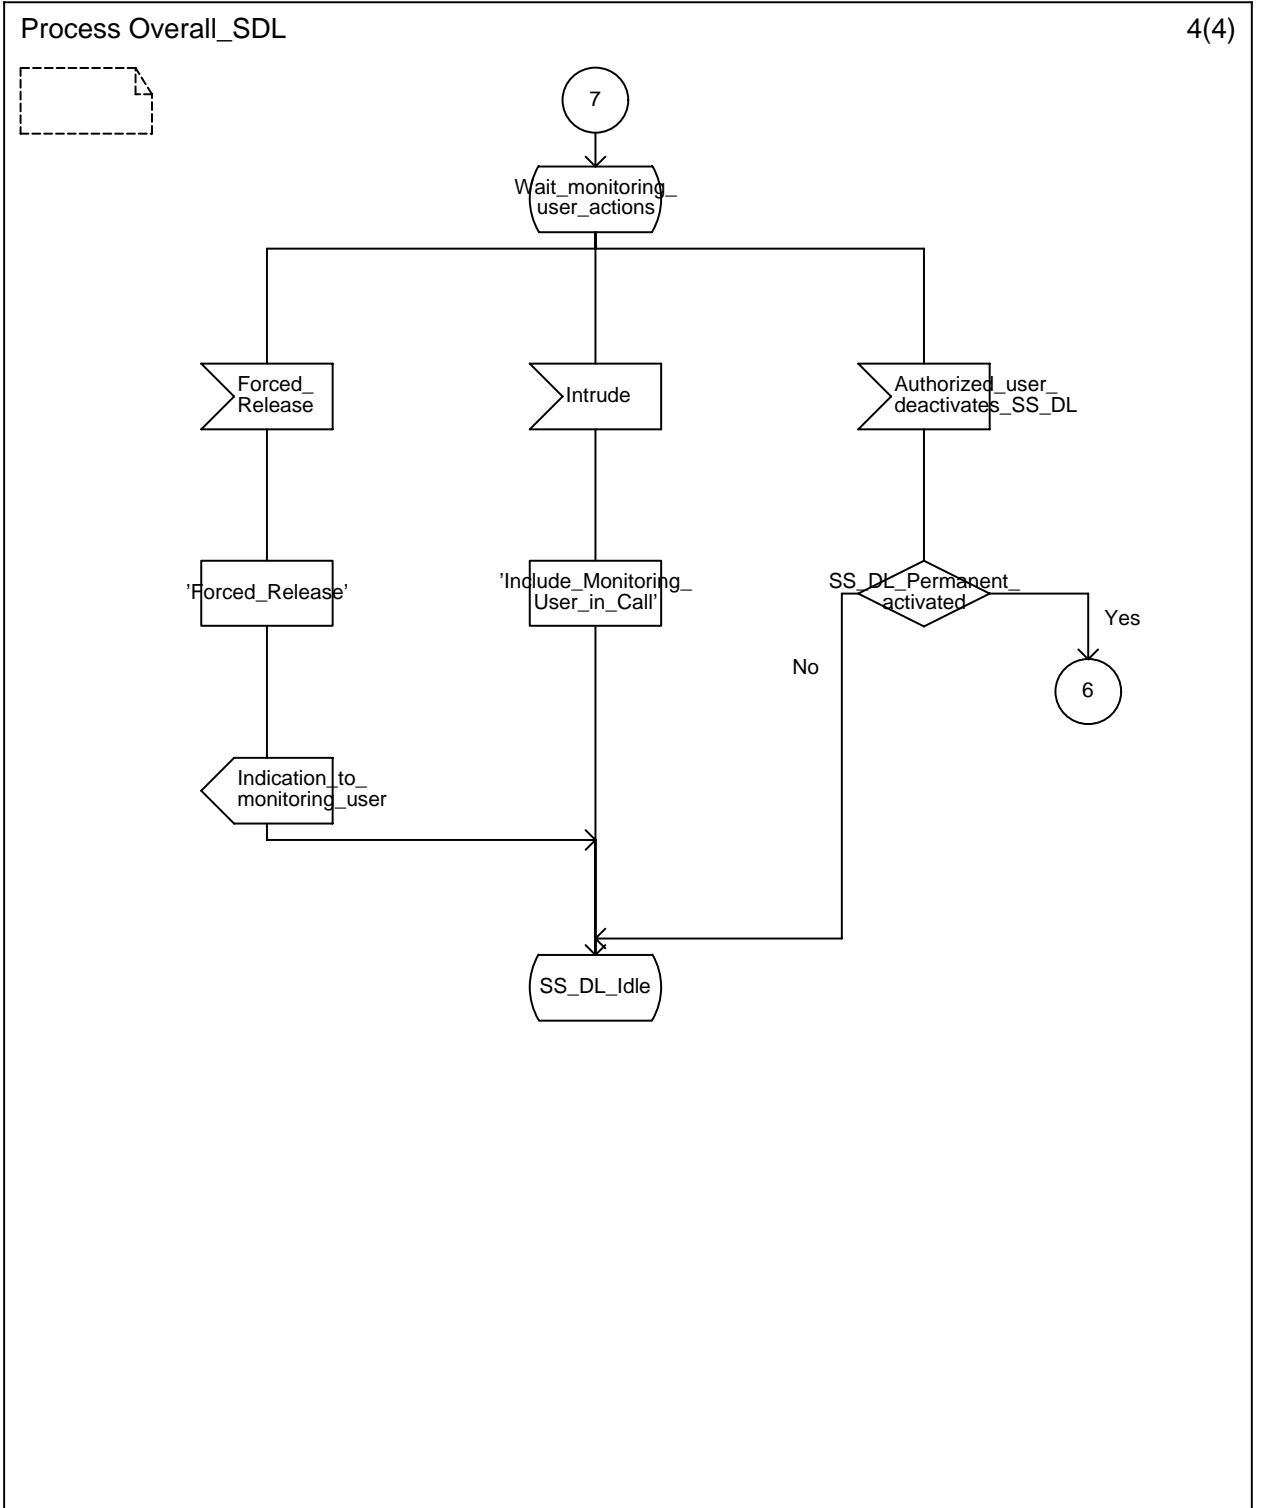 Process Overall_SDL
4(4)
7
Wait_monitoring_
user_actions
Forced_
Release
Intrude
Authorized_user_
deactivates_SS_DL
'Forced_Release'
'Include_Monitoring_
User_in_Call'
SS_DL_Permanent_
activated
Yes
No
6
Indication_to_
monitoring_user
SS_DL_Idle